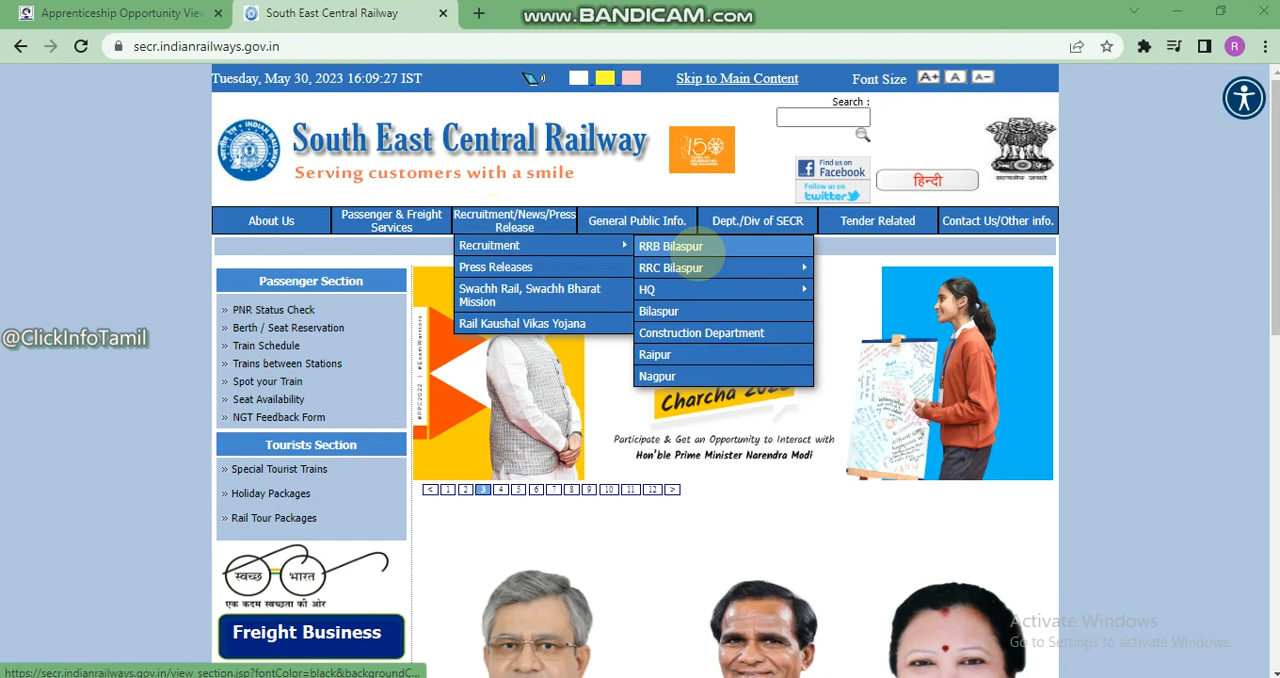 Apprenticeship Opportunity View
South East Central Railway
www.BANDICAM.com
secr.indianrailways.gov.in
R
Tuesday, May 30, 2023 16:09:27 IST
Skip to Main Content
Font Size
A+
A
A-
South East Central Railway
Serving customers with a smile
Search :
Find us on
Facebook
Follow us on
twitter
हिन्दी
About Us
Passenger & Freight
Services
Recruitment/News/Press
Release
General Public Info.
Dept./Div of SECR
Tender Related
Contact Us/Other info.
Recruitment
Press Releases
Swachh Rail, Swachh Bharat
Mission
Rail Kaushal Vikas Yojana
RRB Bilaspur
RRC Bilaspur
HQ
Bilaspur
Construction Department
Raipur
Nagpur
Passenger Section
» PNR Status Check
» Berth / Seat Reservation
» Train Schedule
» Trains between Stations
» Spot your Train
» Seat Availability
» NGT Feedback Form
Tourists Section
» Special Tourist Trains
» Holiday Packages
» Rail Tour Packages
@ClickInfoTamil
Participate & Get an Opportunity to Interact with
Hon'ble Prime Minister Narendra Modi
< 1 2 3 4 5 6 7 8 9 10 11 12 >
स्वच्छ भारत
एक कदम स्वच्छता की ओर
Freight Business
Activate Windows
Go to Settings to activate Windows.
https://secr.indianrailways.gov.in/view_section.jsp?fontColor=black&backgroundC...